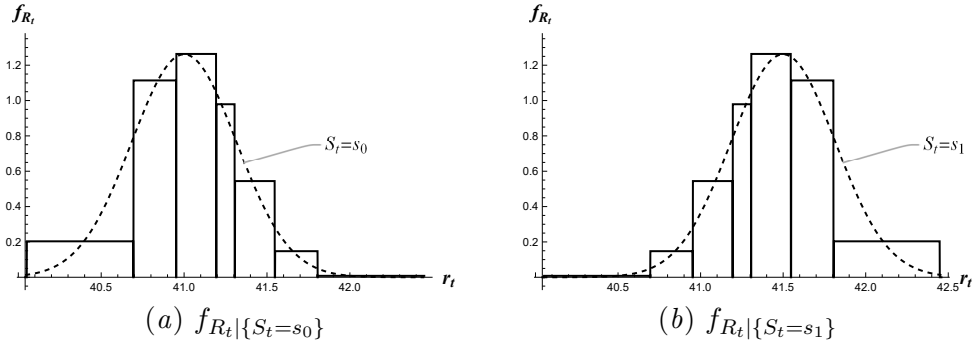 f_{R_t}
1.2
1.0
0.8
0.6
0.4
0.2
S_t=s_0
40.5 41.0 41.5 42.0
r_t
(a) f_{R_t|{S_t=s_0}}
f_{R_t}
1.2
1.0
0.8
0.6
0.4
0.2
S_t=s_1
40.5 41.0 41.5 42.0 42.5
r_t
(b) f_{R_t|{S_t=s_1}}